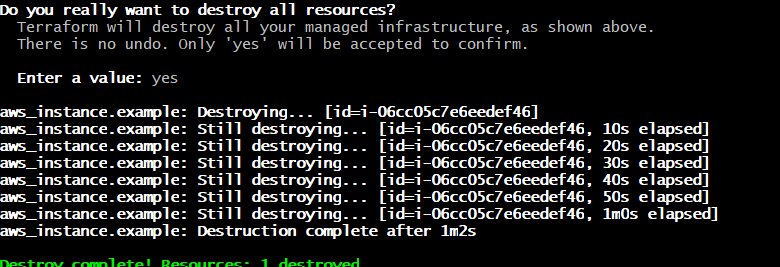 Do you really want to destroy all resources?
  Terraform will destroy all your managed infrastructure, as shown above.
  There is no undo. Only 'yes' will be accepted to confirm.

  Enter a value: yes

aws_instance.example: Destroying... [id=i-06cc05c7e6eedef46]
aws_instance.example: Still destroying... [id=i-06cc05c7e6eedef46, 10s elapsed]
aws_instance.example: Still destroying... [id=i-06cc05c7e6eedef46, 20s elapsed]
aws_instance.example: Still destroying... [id=i-06cc05c7e6eedef46, 30s elapsed]
aws_instance.example: Still destroying... [id=i-06cc05c7e6eedef46, 40s elapsed]
aws_instance.example: Still destroying... [id=i-06cc05c7e6eedef46, 50s elapsed]
aws_instance.example: Still destroying... [id=i-06cc05c7e6eedef46, 1m0s elapsed]
aws_instance.example: Destruction complete after 1m2s

Destroy complete! Resources: 1 destroyed